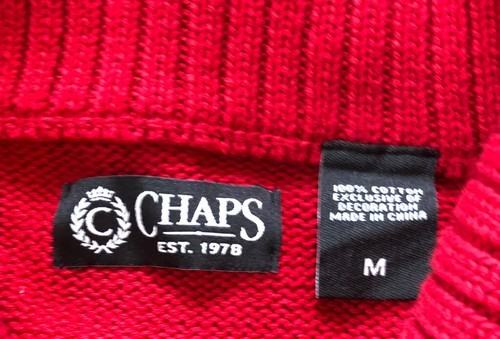 C
CHAPS
EST. 1978
100% COTTON
EXCLUSIVE OF
DECORATION
MADE IN CHINA
M